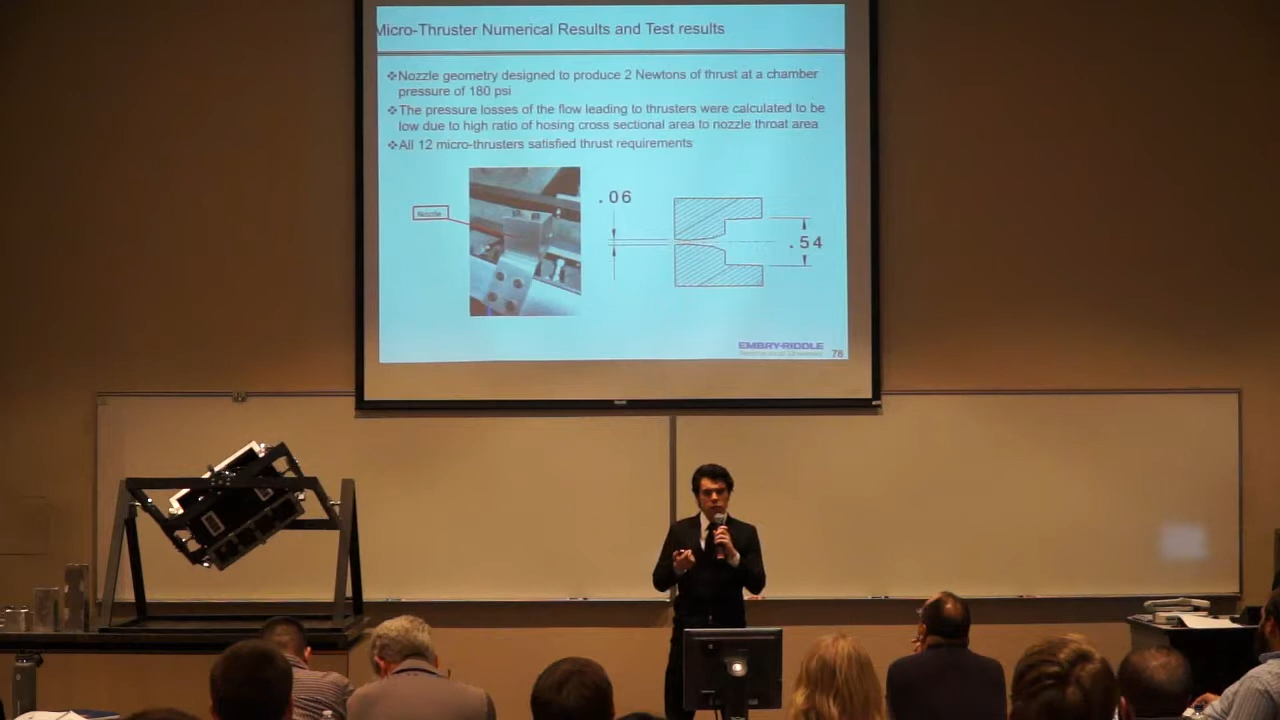 Micro-Thruster Numerical Results and Test results
❖Nozzle geometry designed to produce 2 Newtons of thrust at a chamber
pressure of 180 psi
❖The pressure losses of the flow leading to thrusters were calculated to be
low due to high ratio of hosing cross sectional area to nozzle throat area
❖All 12 micro-thrusters satisfied thrust requirements
Nozzle
.06
.54
EMBRY-RIDDLE
78